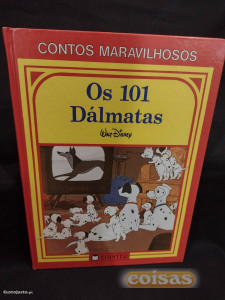 CONTOS MARAVILHOSOS
Os 101
Dálmatas
WALT DISNEY
coisas